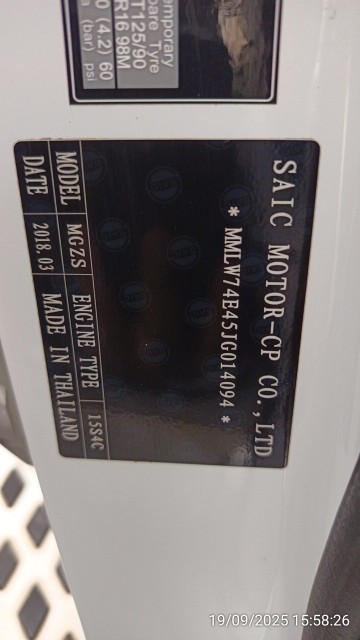 emporary
pare Tyre
T125/90
R16 98M
0 (4.2) 60
a (bar) psi
SAIC MOTOR-CP CO.,LTD
* MMLW74E45JG014094 *
MODEL MGZS ENGINE TYPE 15S4C
DATE 2018.03 MADE IN THAILAND
19/09/2025 15:58:26